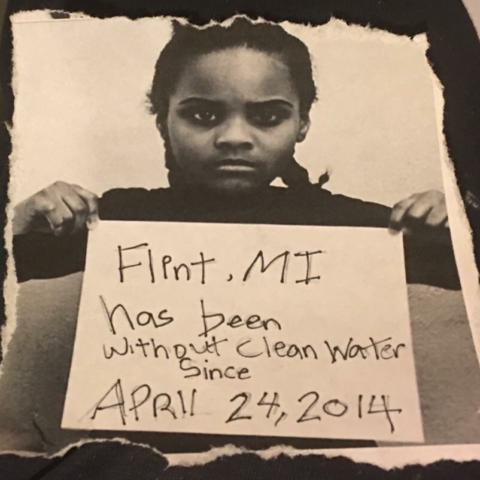 Flint, MI
has been
without clean water
Since
APRIL 24, 2014